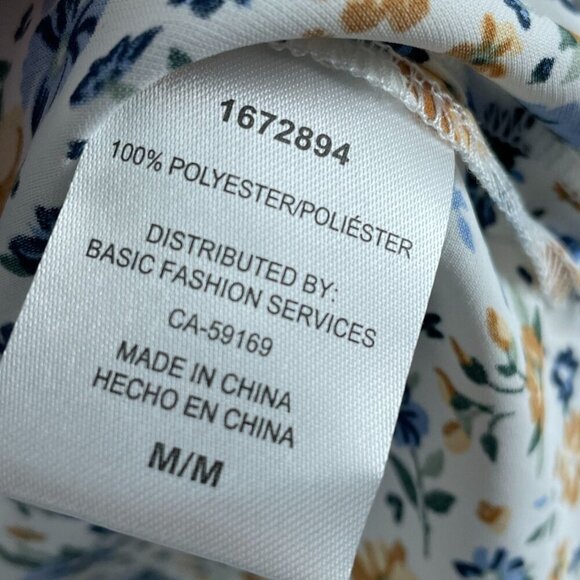 1672894
100% POLYESTER/POLIÉSTER
DISTRIBUTED BY:
BASIC FASHION SERVICES
CA-59169
MADE IN CHINA
HECHO EN CHINA
M/M